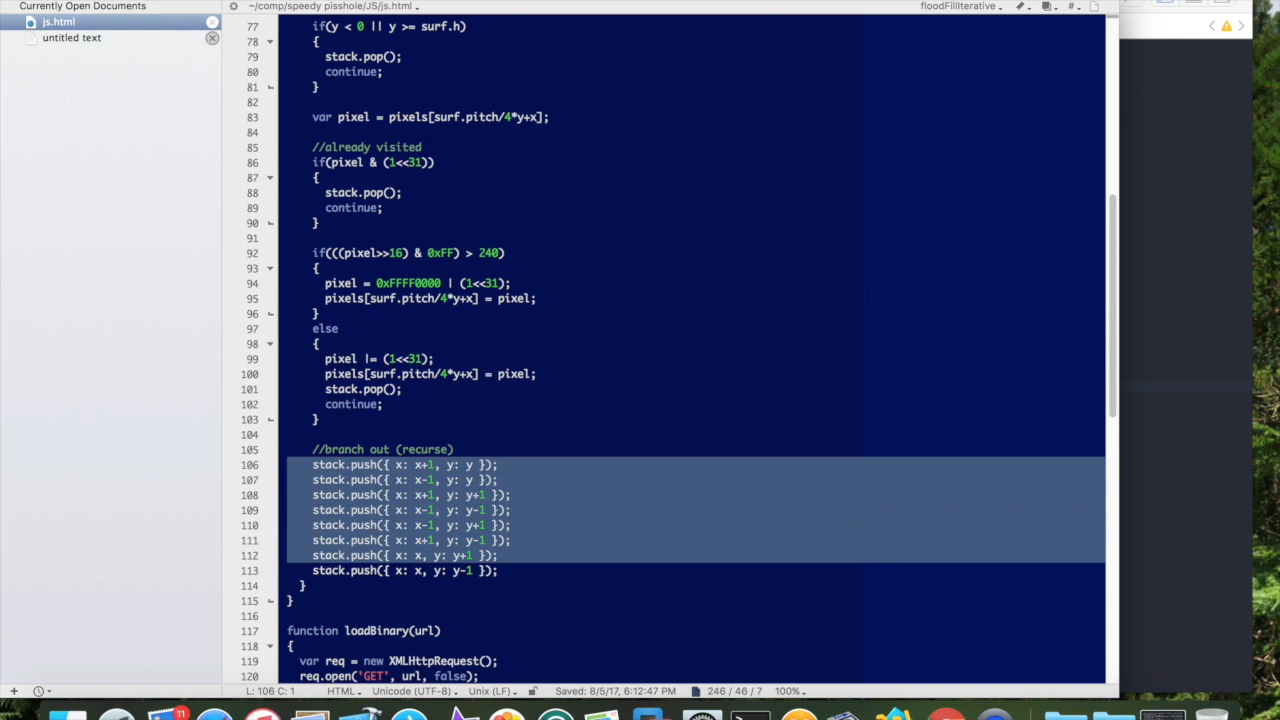 Currently Open Documents
~/comp/speedy pisshole/JS/js.html
floodFillIterative
js.html
untitled text
77 if(y < 0 || y >= surf.h)
78 {
79 stack.pop();
80 continue;
81 }
82
83 var pixel = pixels[surf.pitch/4*y+x];
84
85 //already visited
86 if(pixel & (1<<31))
87 {
88 stack.pop();
89 continue;
90 }
91
92 if(((pixel>>16) & 0xFF) > 240)
93 {
94 pixel = 0xFFFF0000 | (1<<31);
95 pixels[surf.pitch/4*y+x] = pixel;
96 }
97 else
98 {
99 pixel |= (1<<31);
100 pixels[surf.pitch/4*y+x] = pixel;
101 stack.pop();
102 continue;
103 }
104
105 //branch out (recurse)
106 stack.push({ x: x+1, y: y });
107 stack.push({ x: x-1, y: y });
108 stack.push({ x: x+1, y: y+1 });
109 stack.push({ x: x-1, y: y-1 });
110 stack.push({ x: x-1, y: y+1 });
111 stack.push({ x: x+1, y: y-1 });
112 stack.push({ x: x, y: y+1 });
113 stack.push({ x: x, y: y-1 });
114 }
115 }
116
117 function loadBinary(url)
118 {
119 var req = new XMLHttpRequest();
120 req.open('GET', url, false);
L: 106 C: 1 HTML Unicode (UTF-8) Unix (LF) Saved: 8/5/17, 6:12:47 PM 246 / 46 / 7 100%
11